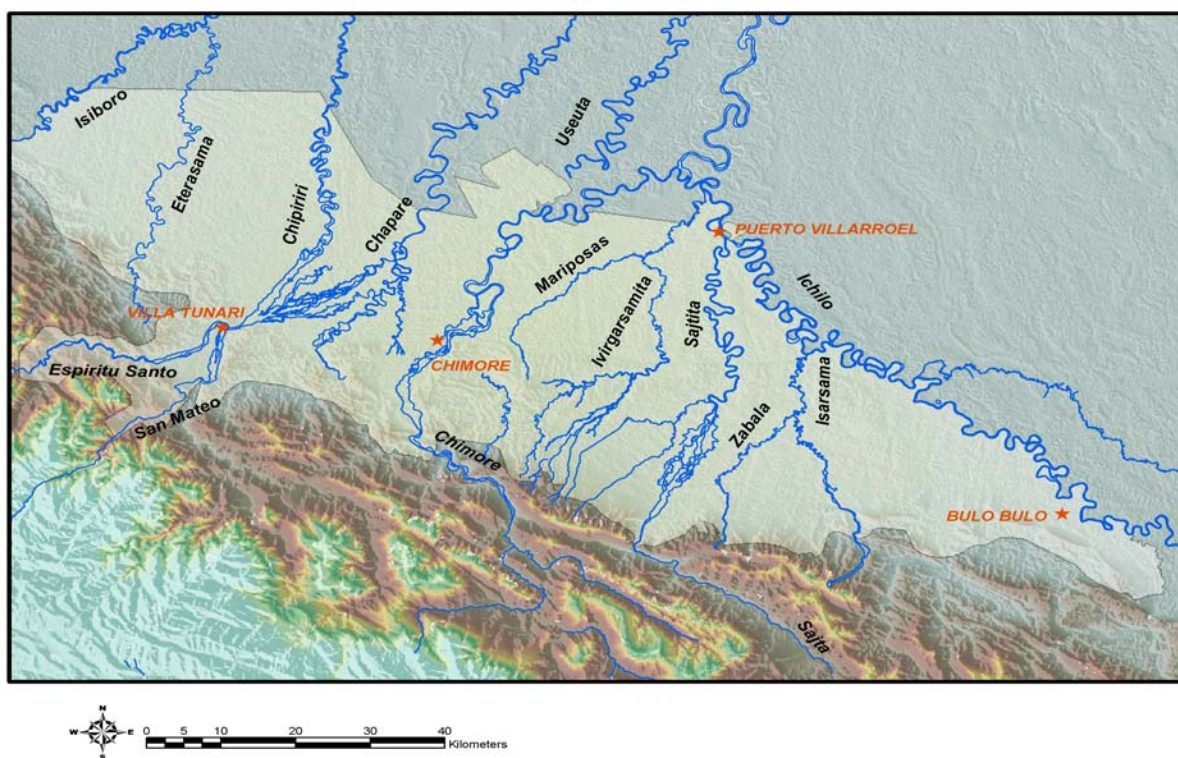 Isiboro
Eterasama
Chipiriri
Chapare
Useuta
Mariposas
Ivirgarsamita
Sajtita
PUERTO VILLARROEL
Ichilo
VILLA TUNARI
CHIMORE
Espiritu Santo
San Mateo
Chimore
Zabala
Isarsama
BULO BULO
Sajta
N
W E
S
0 5 10 20 30 40
Kilometers